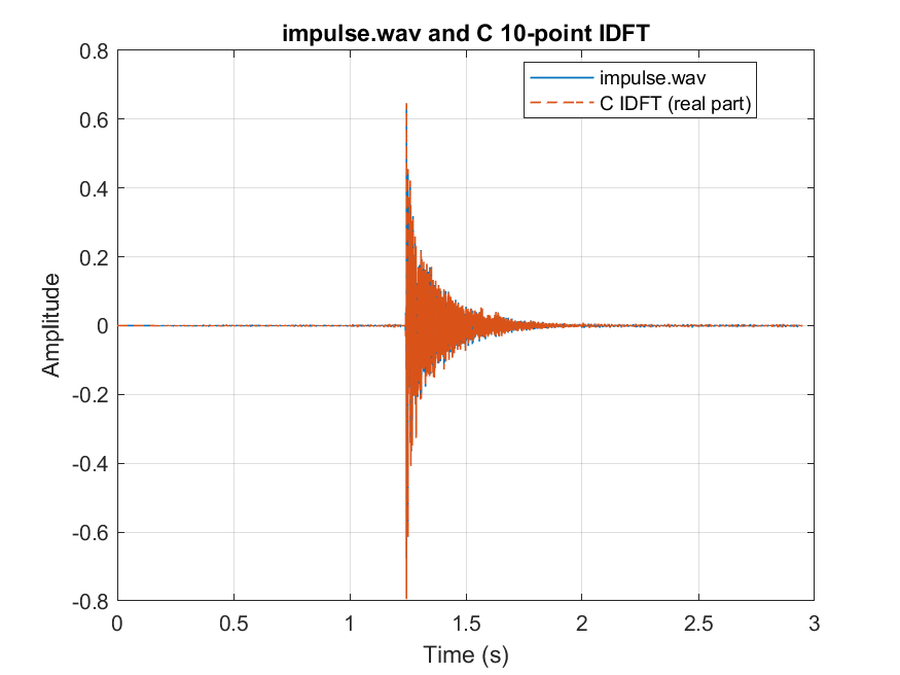 impulse.wav and C 10-point IDFT
impulse.wav
C IDFT (real part)
0.8
0.6
0.4
0.2
0
-0.2
-0.4
-0.6
-0.8
Amplitude
0 0.5 1 1.5 2 2.5 3
Time (s)